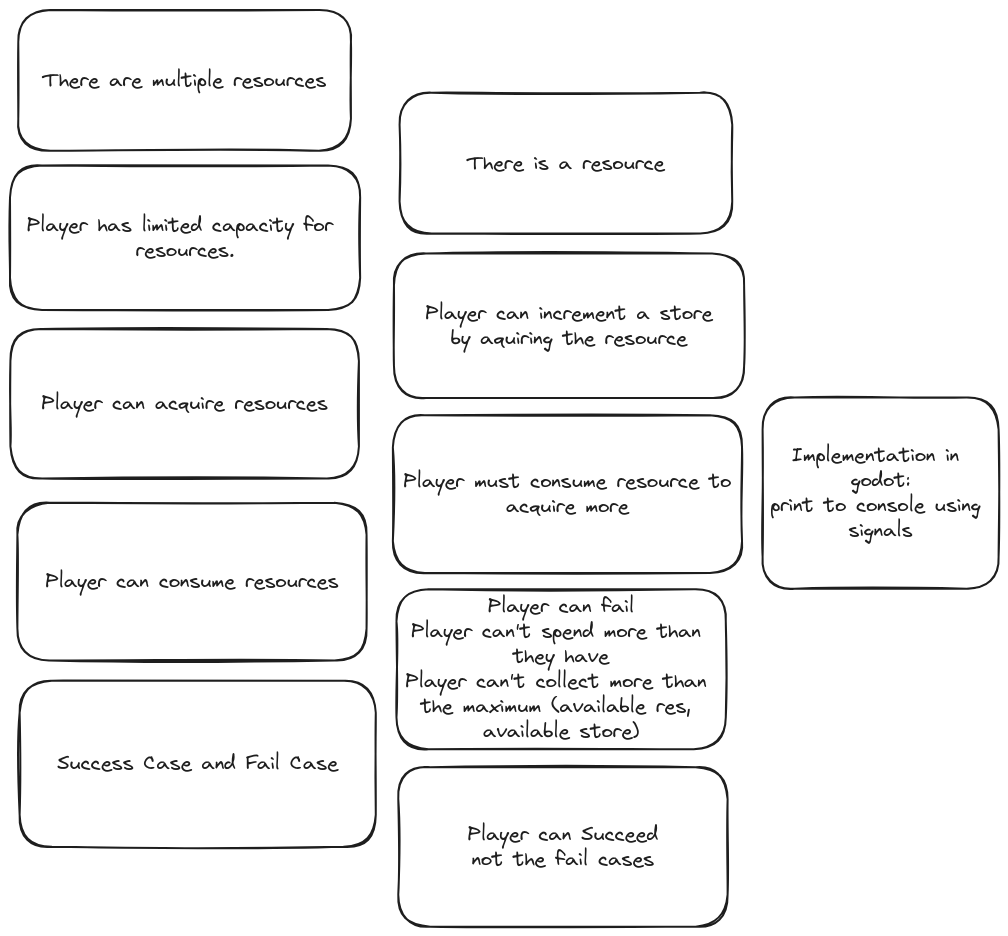 There are multiple resources
Player has limited capacity for
resources.
Player can acquire resources
Player can consume resources
Success Case and Fail Case
There is a resource
Player can increment a store
by aquiring the resource
Player must consume resource to
acquire more
Player can fail
Player can't spend more than
they have
Player can't collect more than
the maximum (available res,
available store)
Player can Succeed
not the fail cases
Implementation in
godot:
print to console using
signals